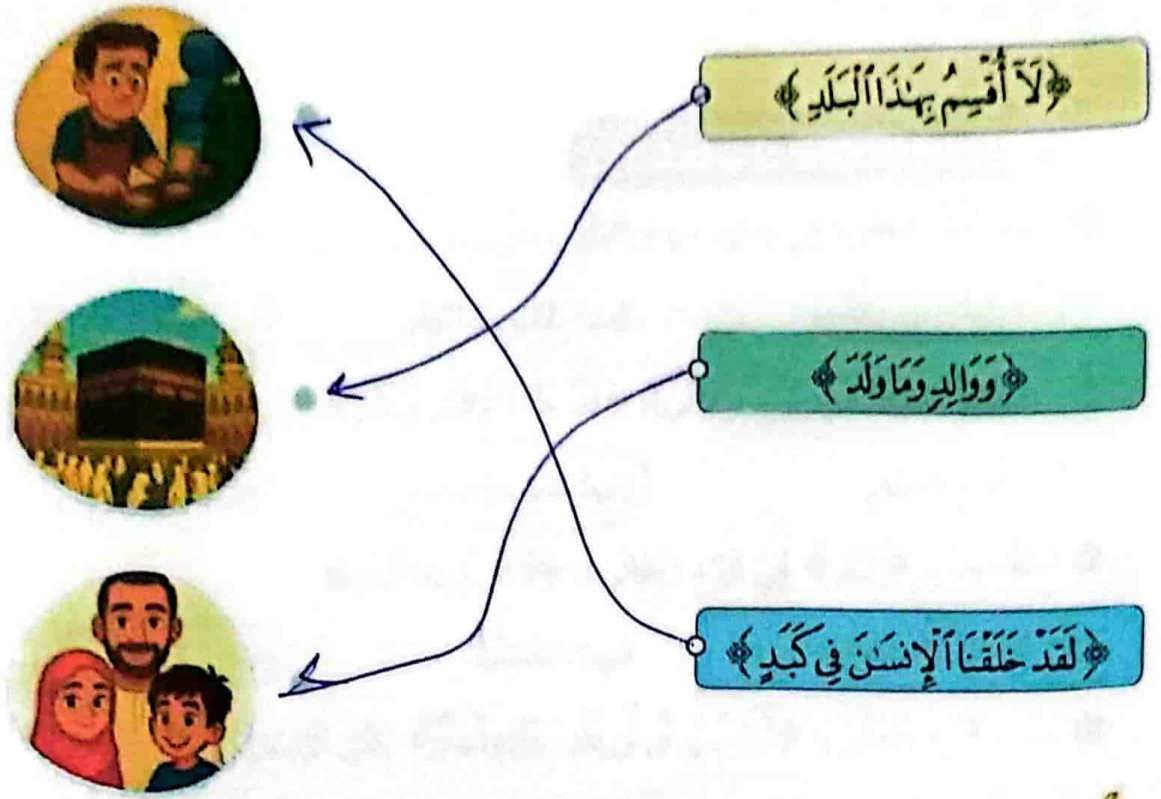 ﴿لَآ أُقْسِمُ بِهَٰذَا ٱلْبَلَدِ﴾
﴿وَوَالِدٍ وَمَا وَلَدَ﴾
﴿لَقَدْ خَلَقْنَا ٱلْإِنسَٰنَ فِى كَبَدٍ﴾